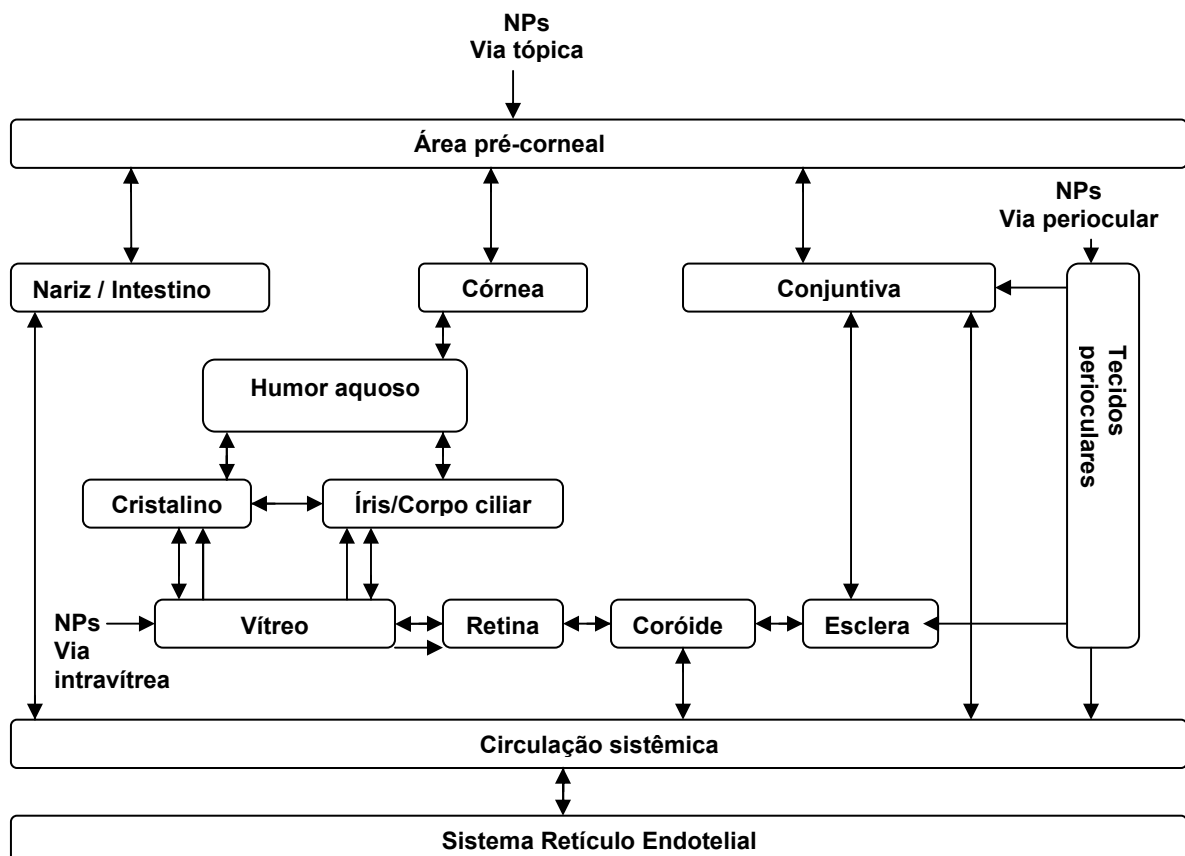 NPs
Via tópica
Área pré-corneal
NPs
Via periocular
Nariz / Intestino
Córnea
Conjuntiva
Tecidos
perioculares
Humor aquoso
Cristalino
Íris/Corpo ciliar
NPs
Via
intravítrea
Vítreo
Retina
Coróide
Esclera
Circulação sistêmica
Sistema Retículo Endotelial